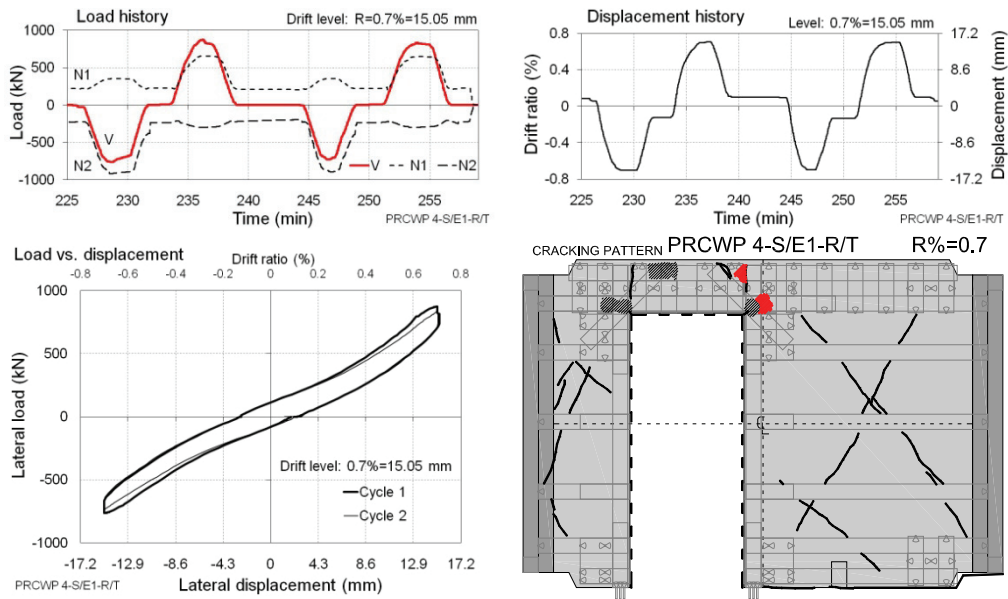 Load history
Drift level: R=0.7%=15.05 mm
1000
500
0
-500
-1000
Load (kN)
N1
V
N2
V N1 N2
225 230 235 240 245 250 255
Time (min)
PRCWP 4-S/E1-R/T
Displacement history
Level: 0.7%=15.05 mm
0.8
0.4
0
-0.4
-0.8
Drift ratio (%)
17.2
8.6
0
-8.6
-17.2
Displacement (mm)
225 230 235 240 245 250 255
Time (min)
PRCWP 4-S/E1-R/T
Load vs. displacement
Drift ratio (%)
-0.8 -0.6 -0.4 -0.2 0 0.2 0.4 0.6 0.8
1000
500
0
-500
-1000
Lateral load (kN)
Drift level: 0.7%=15.05 mm
Cycle 1
Cycle 2
-17.2 -12.9 -8.6 -4.3 0 4.3 8.6 12.9 17.2
PRCWP 4-S/E1-R/T
Lateral displacement (mm)
CRACKING PATTERN PRCWP 4-S/E1-R/T R%=0.7